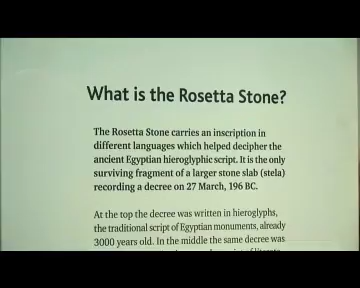 What is the Rosetta Stone?
The Rosetta Stone carries an inscription in
different languages which helped decipher the
ancient Egyptian hieroglyphic script. It is the only
surviving fragment of a larger stone slab (stela)
recording a decree on 27 March, 196 BC.
At the top the decree was written in hieroglyphs,
the traditional script of Egyptian monuments, already
3000 years old. In the middle the same decree was